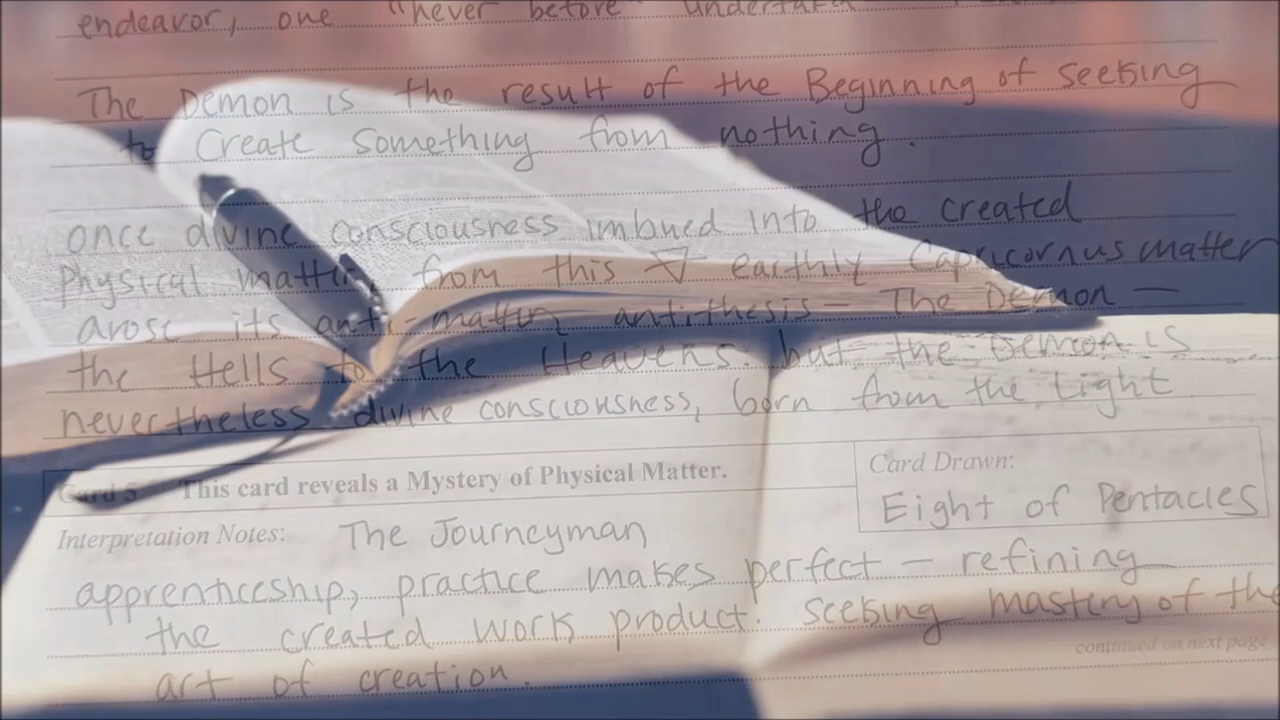 endeavor, one "never before" undertaken
The Demon is the result of the Beginning of seeking
to Create Something from nothing.
once divine consciousness imbued into the created
Physical matter from this 🜃 earthly Capricornus matter
arose its anti-matter antithesis — The Demon —
the Hells to the Heavens. but the Demon is
nevertheless divine consciousness, born from the Light.
Card 5 This card reveals a Mystery of Physical Matter.
Card Drawn:
Eight of Pentacles
Interpretation Notes: The Journeyman
apprenticeship, practice makes perfect — refining
the created work product. Seeking mastery of the
art of creation.
continued on next page